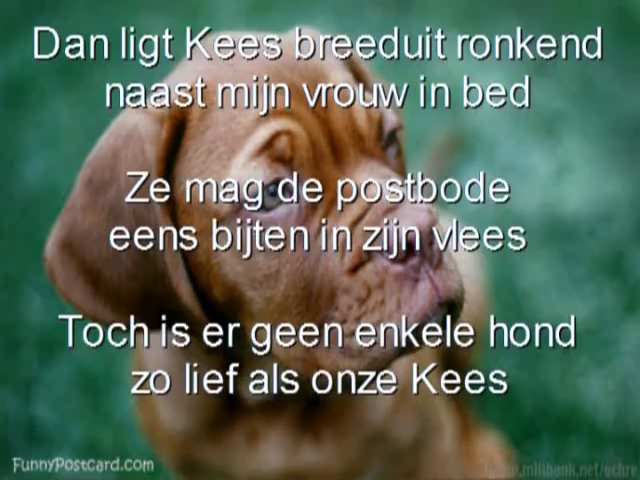 Dan ligt Kees breeduit ronkend
naast mijn vrouw in bed
Ze mag de postbode
eens bijten in zijn vlees
Toch is er geen enkele hond
zo lief als onze Kees
FunnyPostcard.com